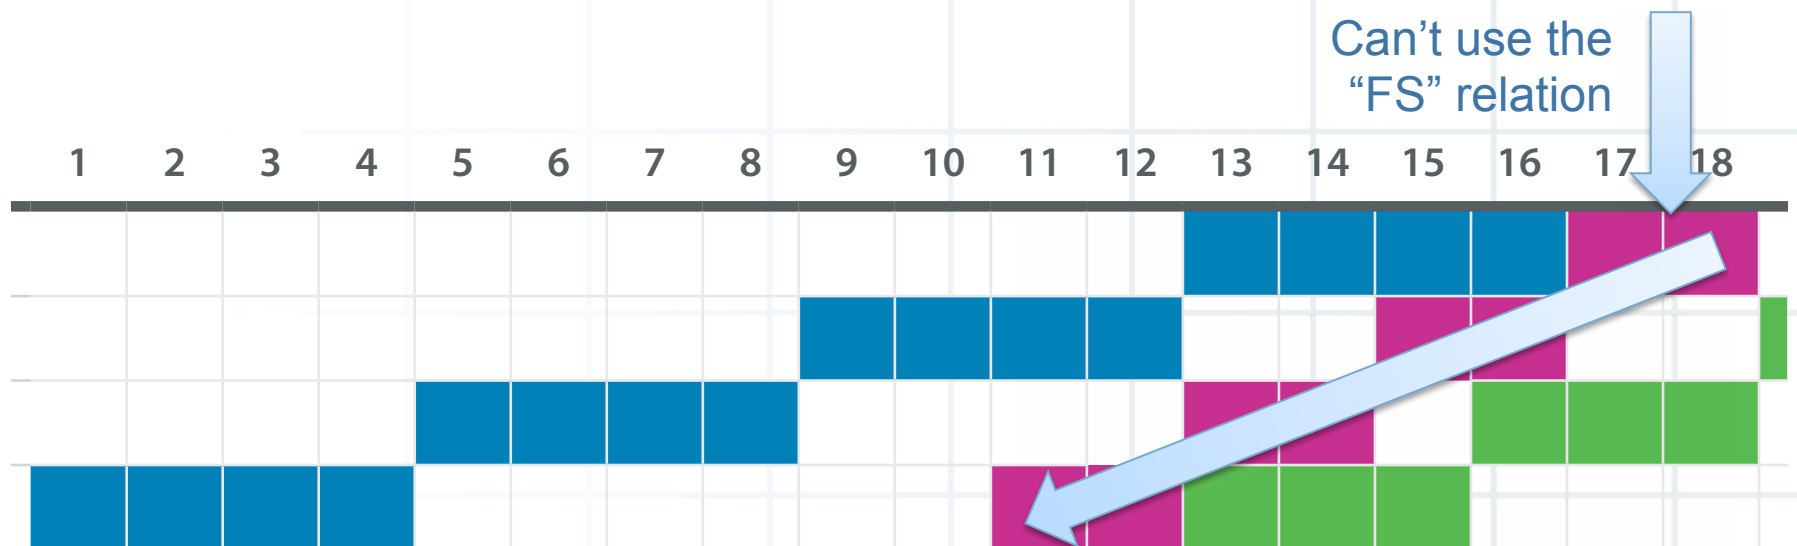 Can’t use the
“FS” relation
1 2 3 4 5 6 7 8 9 10 11 12 13 14 15 16 17 18